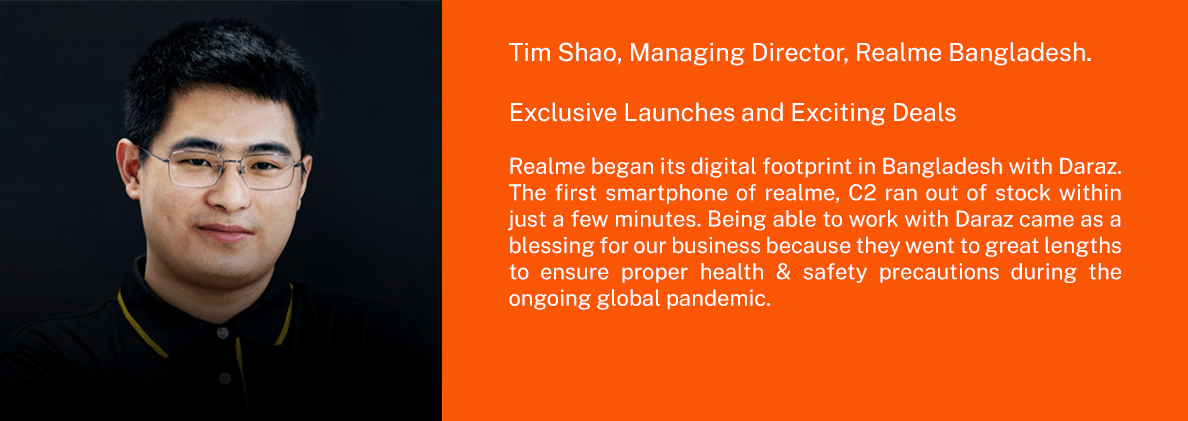 Tim Shao, Managing Director, Realme Bangladesh.
Exclusive Launches and Exciting Deals
Realme began its digital footprint in Bangladesh with Daraz.
The first smartphone of realme, C2 ran out of stock within
just a few minutes. Being able to work with Daraz came as a
blessing for our business because they went to great lengths
to ensure proper health & safety precautions during the
ongoing global pandemic.